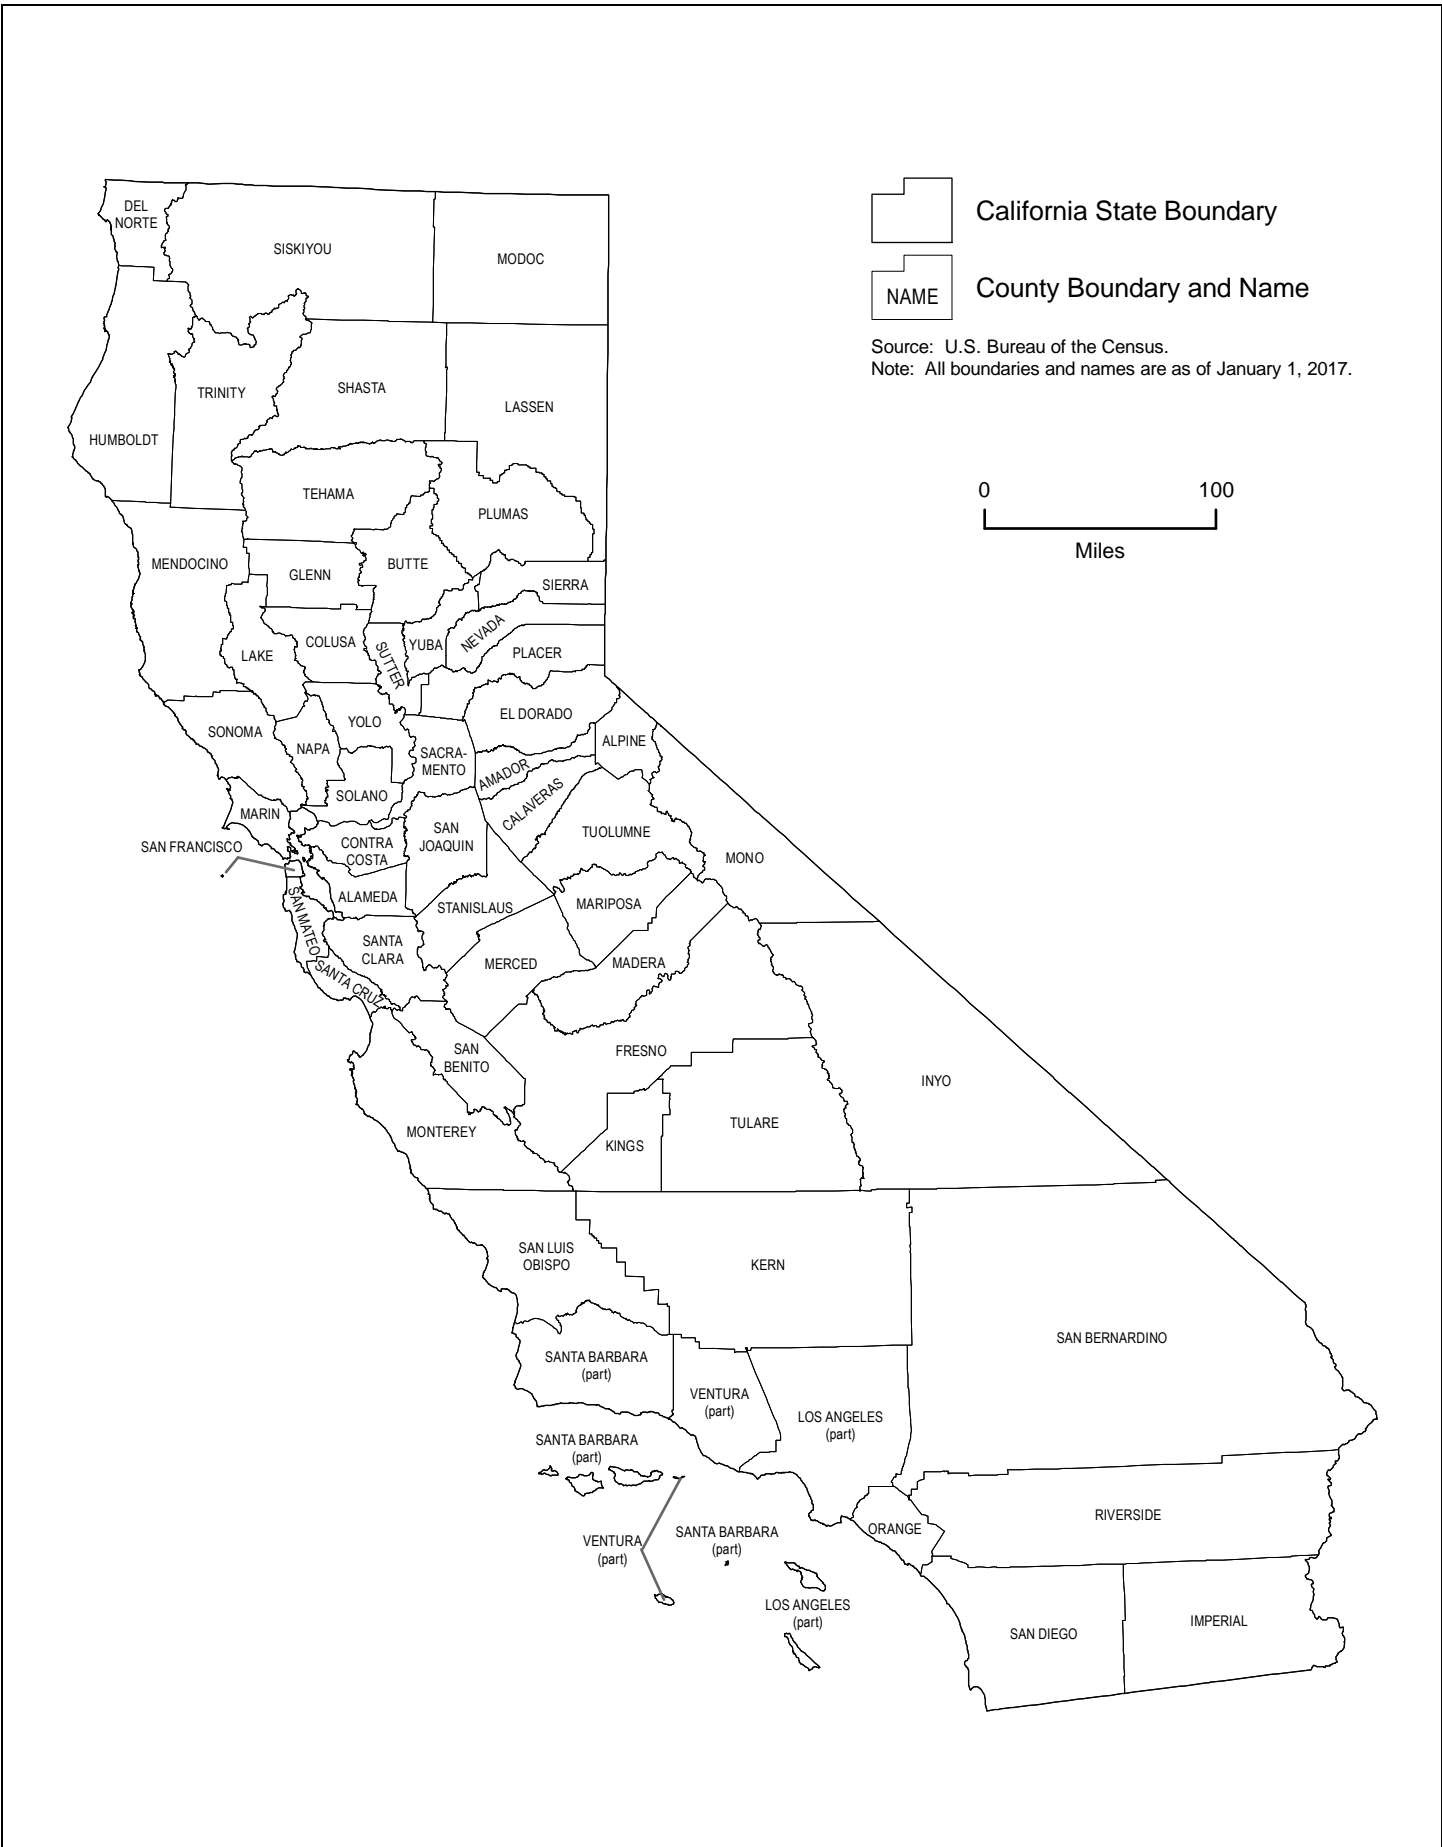 DEL
NORTE
SISKIYOU
MODOC
California State Boundary
NAME
County Boundary and Name
Source:  U.S. Bureau of the Census.
Note:  All boundaries and names are as of January 1, 2017.
TRINITY
SHASTA
LASSEN
HUMBOLDT
0
100
Miles
TEHAMA
PLUMAS
MENDOCINO
GLENN
BUTTE
SIERRA
LAKE
COLUSA
SUTTER
YUBA
NEVADA
PLACER
SONOMA
NAPA
YOLO
EL DORADO
SACRA-
MENTO
ALPINE
AMADOR
SOLANO
CALAVERAS
MARIN
SAN FRANCISCO
CONTRA
COSTA
SAN
JOAQUIN
TUOLUMNE
MONO
ALAMEDA
STANISLAUS
MARIPOSA
SAN MATEO
SANTA
CLARA
SANTA CRUZ
MERCED
MADERA
SAN
BENITO
FRESNO
INYO
MONTEREY
KINGS
TULARE
SAN LUIS
OBISPO
KERN
SAN BERNARDINO
SANTA BARBARA
(part)
VENTURA
(part)
LOS ANGELES
(part)
SANTA BARBARA
(part)
RIVERSIDE
ORANGE
VENTURA
(part)
SANTA BARBARA
(part)
LOS ANGELES
(part)
SAN DIEGO
IMPERIAL